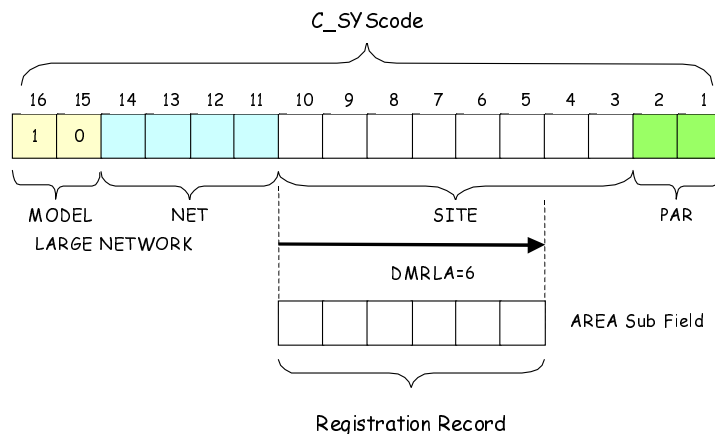 C_SYScode
16 15 14 13 12 11 10 9 8 7 6 5 4 3 2 1
1 0
MODEL NET SITE PAR
LARGE NETWORK
DMRLA=6
AREA Sub Field
Registration Record